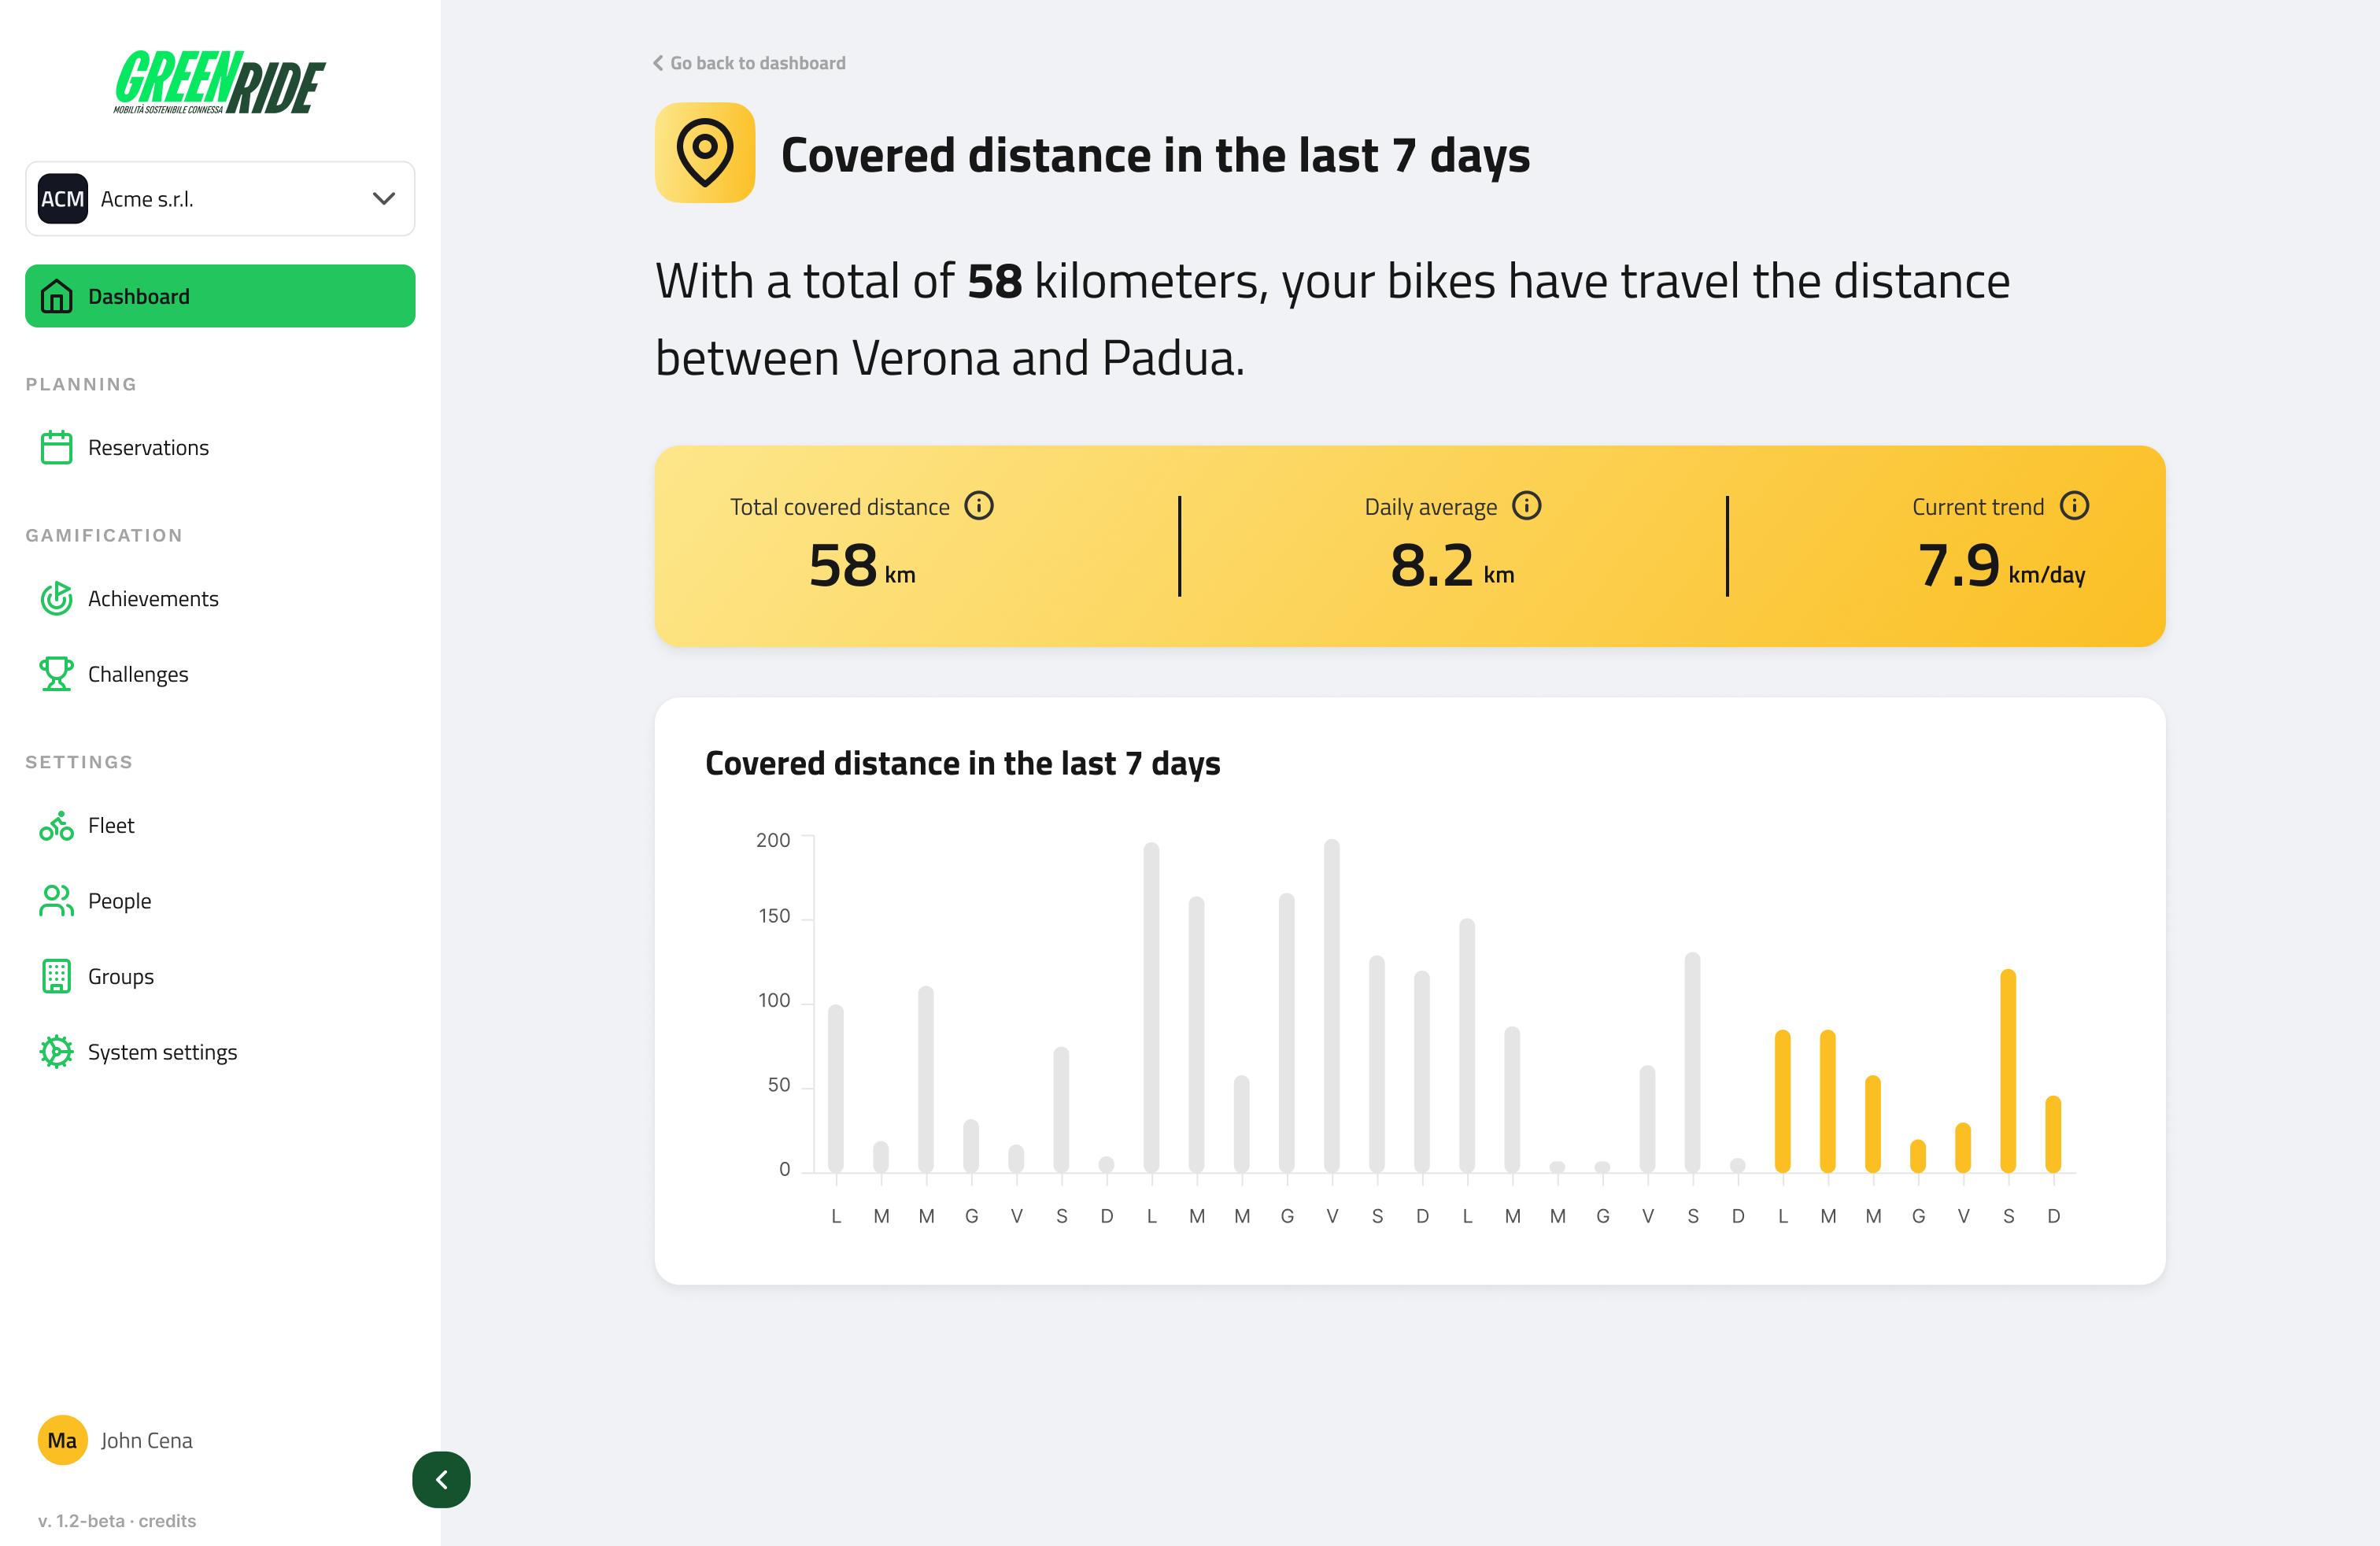 GREENRIDE
MOBILITÀ SOSTENIBILE CONNESSA
ACM Acme s.r.l.
Dashboard
PLANNING
Reservations
GAMIFICATION
Achievements
Challenges
SETTINGS
Fleet
People
Groups
System settings
Ma John Cena
v. 1.2-beta · credits
Go back to dashboard
Covered distance in the last 7 days
With a total of 58 kilometers, your bikes have travel the distance
between Verona and Padua.
Total covered distance
58 km
Daily average
8.2 km
Current trend
7.9 km/day
Covered distance in the last 7 days
200
150
100
50
0
L M M G V S D L M M G V S D L M M G V S D L M M G V S D